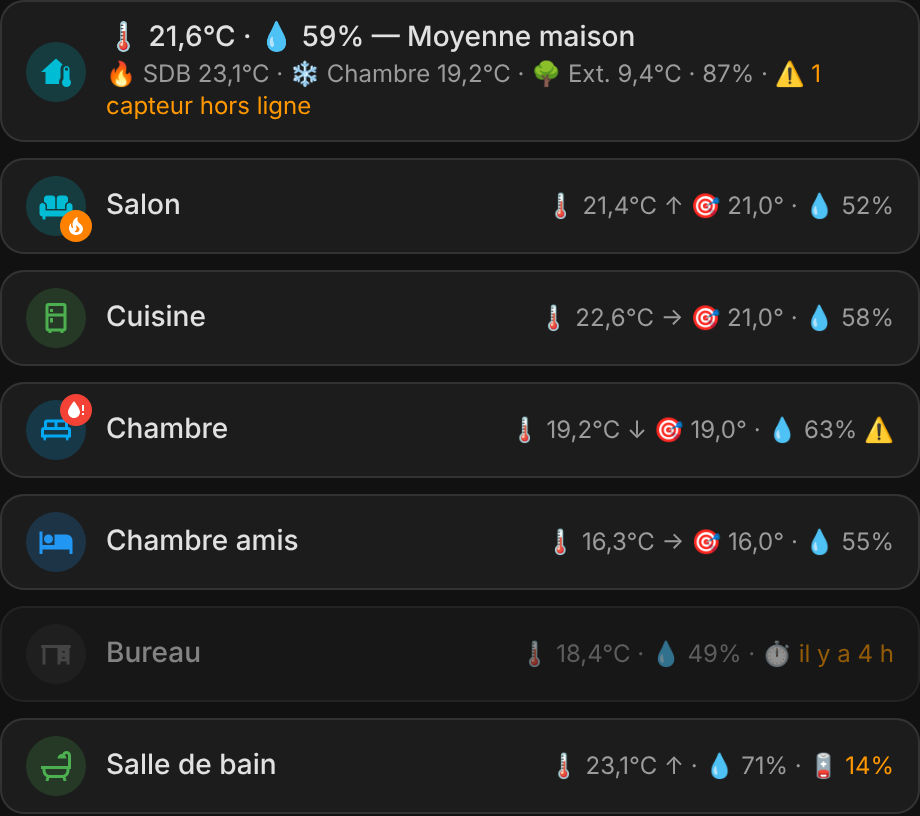 🌡️ 21,6°C · 💧 59% — Moyenne maison
🔥 SDB 23,1°C · ❄️ Chambre 19,2°C · 🌳 Ext. 9,4°C · 87% · ⚠️ 1
capteur hors ligne
Salon 🌡️ 21,4°C ↑ 🎯 21,0° · 💧 52%
Cuisine 🌡️ 22,6°C → 🎯 21,0° · 💧 58%
Chambre 🌡️ 19,2°C ↓ 🎯 19,0° · 💧 63% ⚠️
Chambre amis 🌡️ 16,3°C → 🎯 16,0° · 💧 55%
Bureau 🌡️ 18,4°C · 💧 49% · ⏱️ il y a 4 h
Salle de bain 🌡️ 23,1°C ↑ · 💧 71% · 🪫 14%